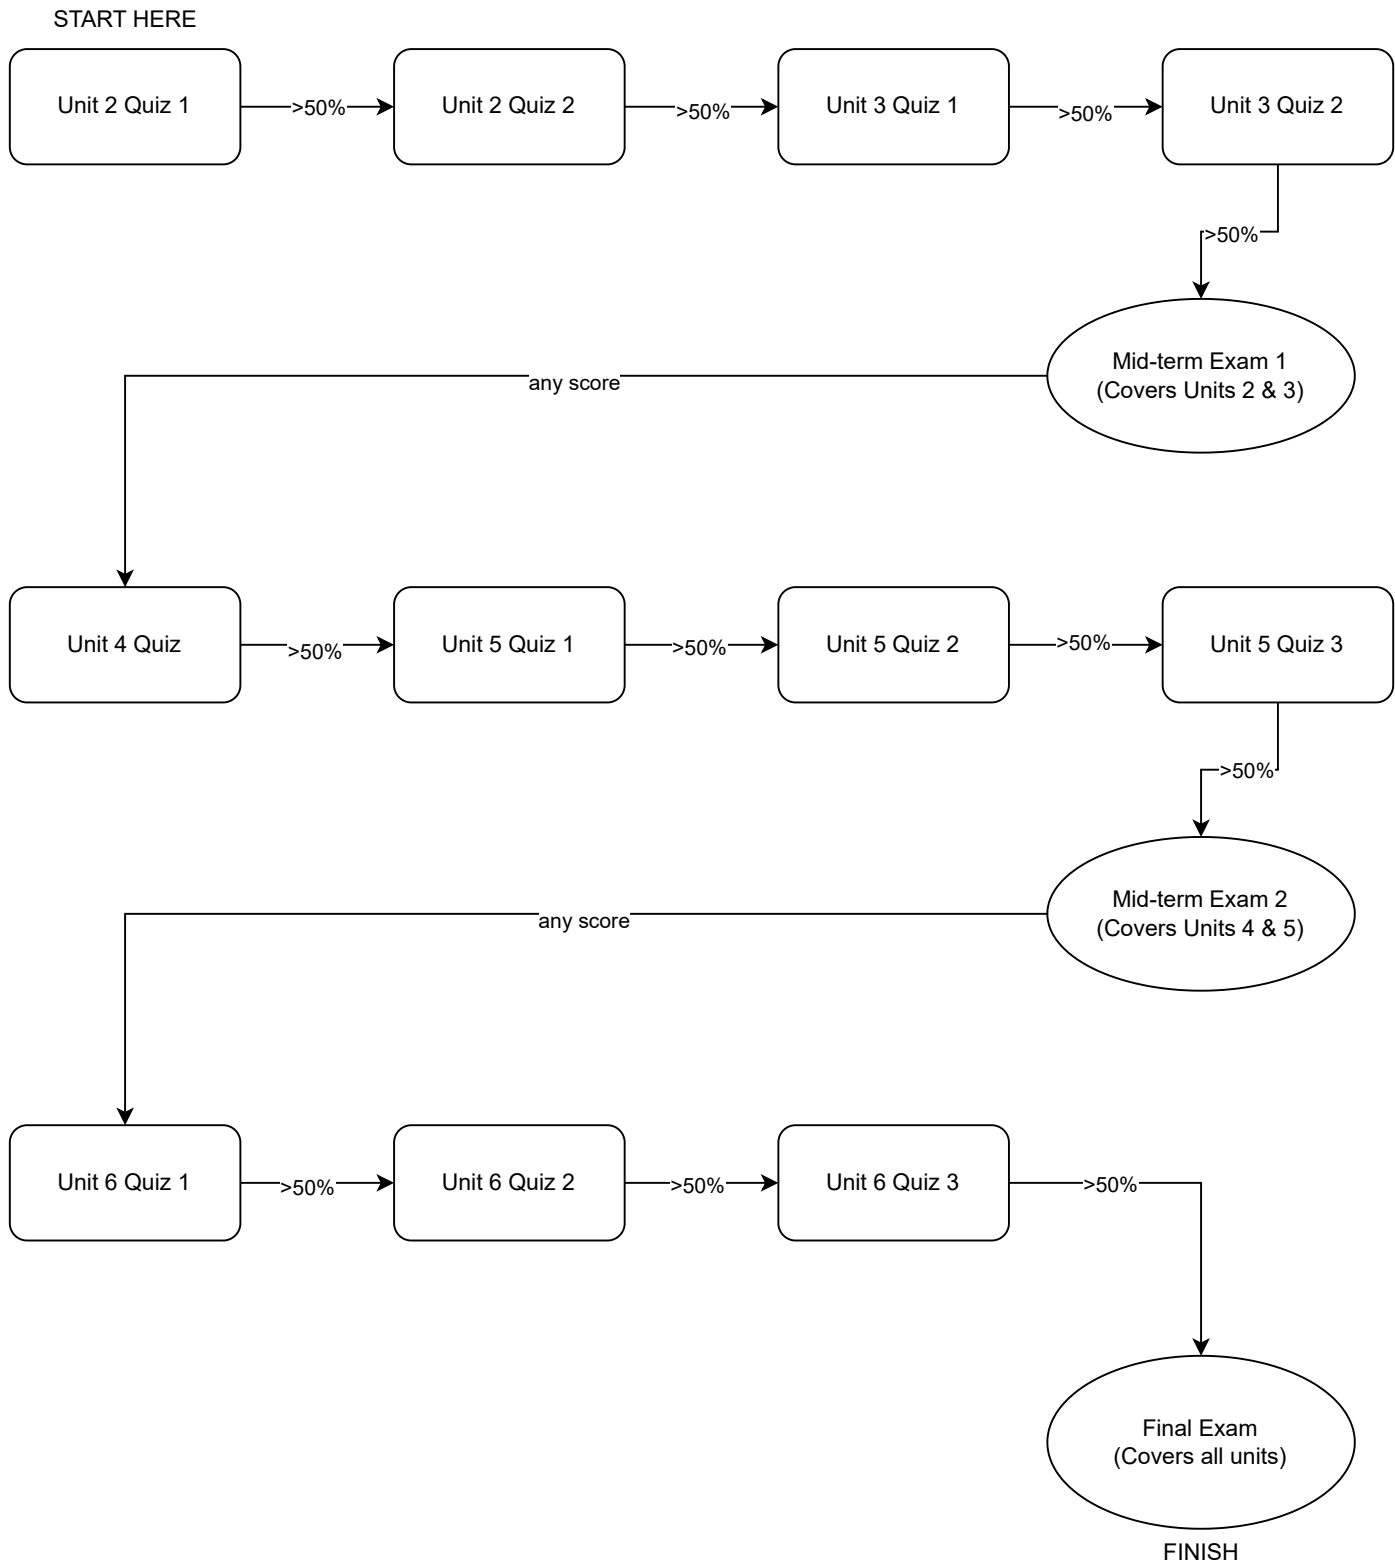 START HERE
Unit 2 Quiz 1
>50%
Unit 2 Quiz 2
>50%
Unit 3 Quiz 1
>50%
Unit 3 Quiz 2
>50%
Mid-term Exam 1
(Covers Units 2 & 3)
any score
Unit 4 Quiz
>50%
Unit 5 Quiz 1
>50%
Unit 5 Quiz 2
>50%
Unit 5 Quiz 3
>50%
Mid-term Exam 2
(Covers Units 4 & 5)
any score
Unit 6 Quiz 1
>50%
Unit 6 Quiz 2
>50%
Unit 6 Quiz 3
>50%
Final Exam
(Covers all units)
FINISH